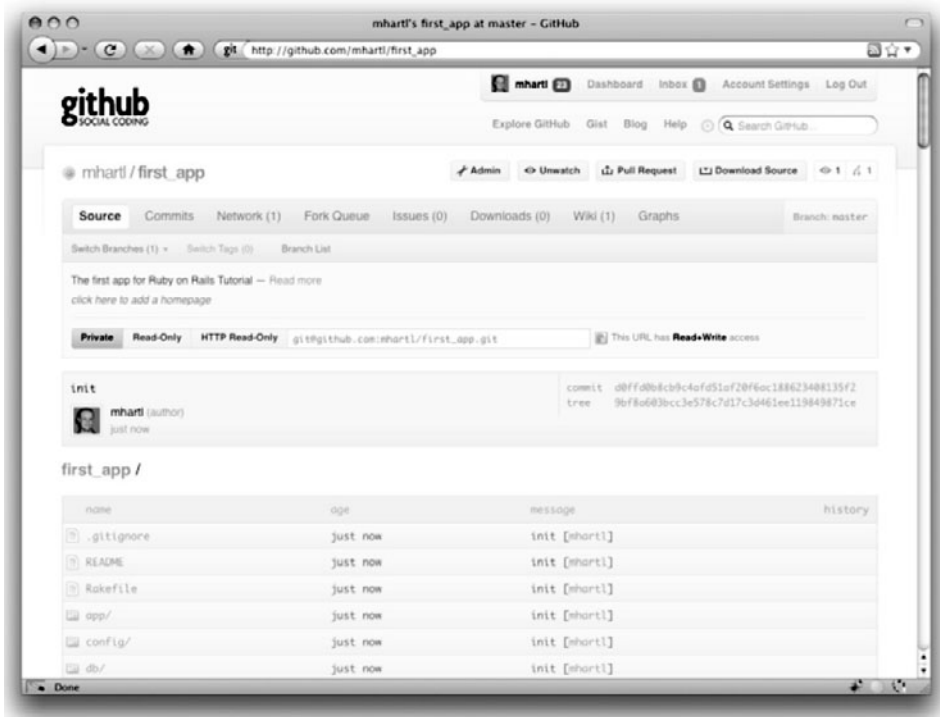 mhartl's first_app at master – GitHub
git http://github.com/mhartl/first_app
github
SOCIAL CODING
mhartl 23 Dashboard Inbox 1 Account Settings Log Out
Explore GitHub Gist Blog Help Search GitHub...
mhartl / first_app
Admin Unwatch Pull Request Download Source 1 1
Source Commits Network (1) Fork Queue Issues (0) Downloads (0) Wiki (1) Graphs Branch: master
Switch Branches (1) Switch Tags (0) Branch List
The first app for Ruby on Rails Tutorial — Read more
click here to add a homepage
Private Read-Only HTTP Read-Only git@github.com:mhartl/first_app.git This URL has Read+Write access
init
mhartl (author)
just now
commit d0ffd0b8cb9c4afd51af20f6ac188623408135f2
tree 9bf8a603bcc3e578c7d17c3d461ee119849871ce
first_app /
name age message history
.gitignore just now init [mhartl]
README just now init [mhartl]
Rakefile just now init [mhartl]
app/ just now init [mhartl]
config/ just now init [mhartl]
db/ just now init [mhartl]
Done